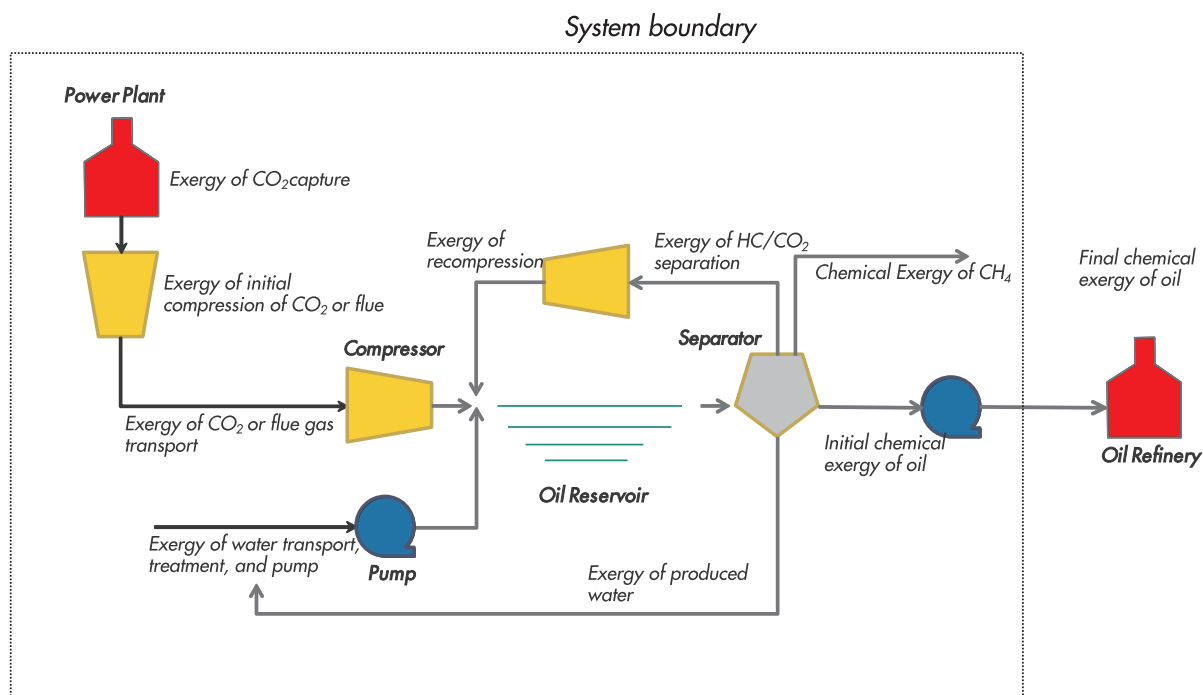 System boundary
Power Plant
Exergy of CO₂capture
Exergy of initial
compression of CO₂ or flue
Exergy of
recompression
Exergy of HC/CO₂
separation
Chemical Exergy of CH₄
Final chemical
exergy of oil
Compressor
Separator
Exergy of CO₂ or flue gas
transport
Initial chemical
exergy of oil
Oil Refinery
Oil Reservoir
Exergy of water transport,
treatment, and pump
Pump
Exergy of produced
water